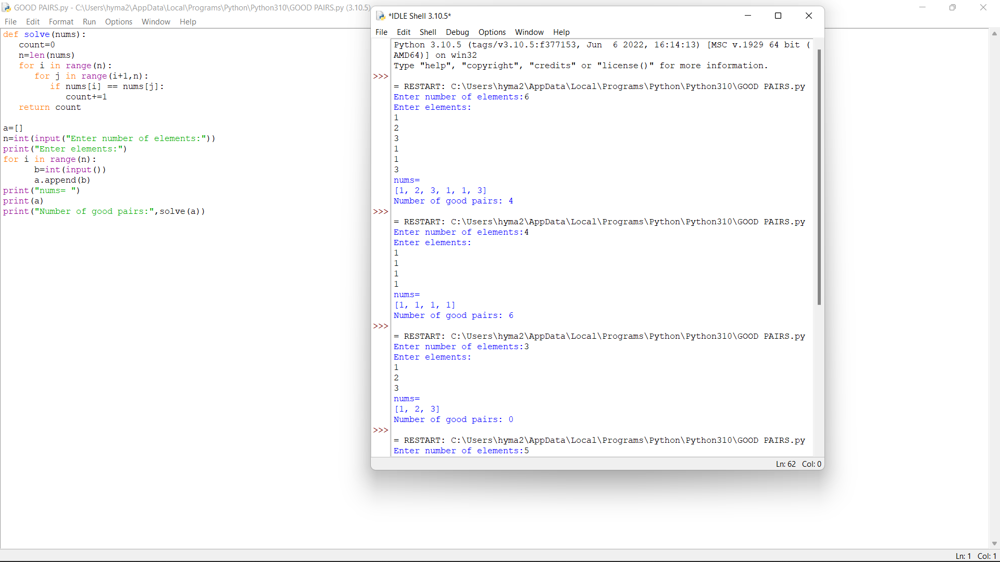 GOOD PAIRS.py - C:\Users\hyma2\AppData\Local\Programs\Python\Python310\GOOD PAIRS.py (3.10.5)
File Edit Format Run Options Window Help
def solve(nums):
   count=0
   n=len(nums)
   for i in range(n):
      for j in range(i+1,n):
         if nums[i] == nums[j]:
            count+=1
   return count

a=[]
n=int(input("Enter number of elements:"))
print("Enter elements:")
for i in range(n):
      b=int(input())
      a.append(b)
print("nums= ")
print(a)
print("Number of good pairs:",solve(a))
Ln: 1 Col: 1
*IDLE Shell 3.10.5*
File Edit Shell Debug Options Window Help
Python 3.10.5 (tags/v3.10.5:f377153, Jun  6 2022, 16:14:13) [MSC v.1929 64 bit (
AMD64)] on win32
Type "help", "copyright", "credits" or "license()" for more information.
>>>
= RESTART: C:\Users\hyma2\AppData\Local\Programs\Python\Python310\GOOD PAIRS.py
Enter number of elements:6
Enter elements:
1
2
3
1
1
3
nums=
[1, 2, 3, 1, 1, 3]
Number of good pairs: 4
>>>
= RESTART: C:\Users\hyma2\AppData\Local\Programs\Python\Python310\GOOD PAIRS.py
Enter number of elements:4
Enter elements:
1
1
1
1
nums=
[1, 1, 1, 1]
Number of good pairs: 6
>>>
= RESTART: C:\Users\hyma2\AppData\Local\Programs\Python\Python310\GOOD PAIRS.py
Enter number of elements:3
Enter elements:
1
2
3
nums=
[1, 2, 3]
Number of good pairs: 0
>>>
= RESTART: C:\Users\hyma2\AppData\Local\Programs\Python\Python310\GOOD PAIRS.py
Enter number of elements:5
Ln: 62 Col: 0